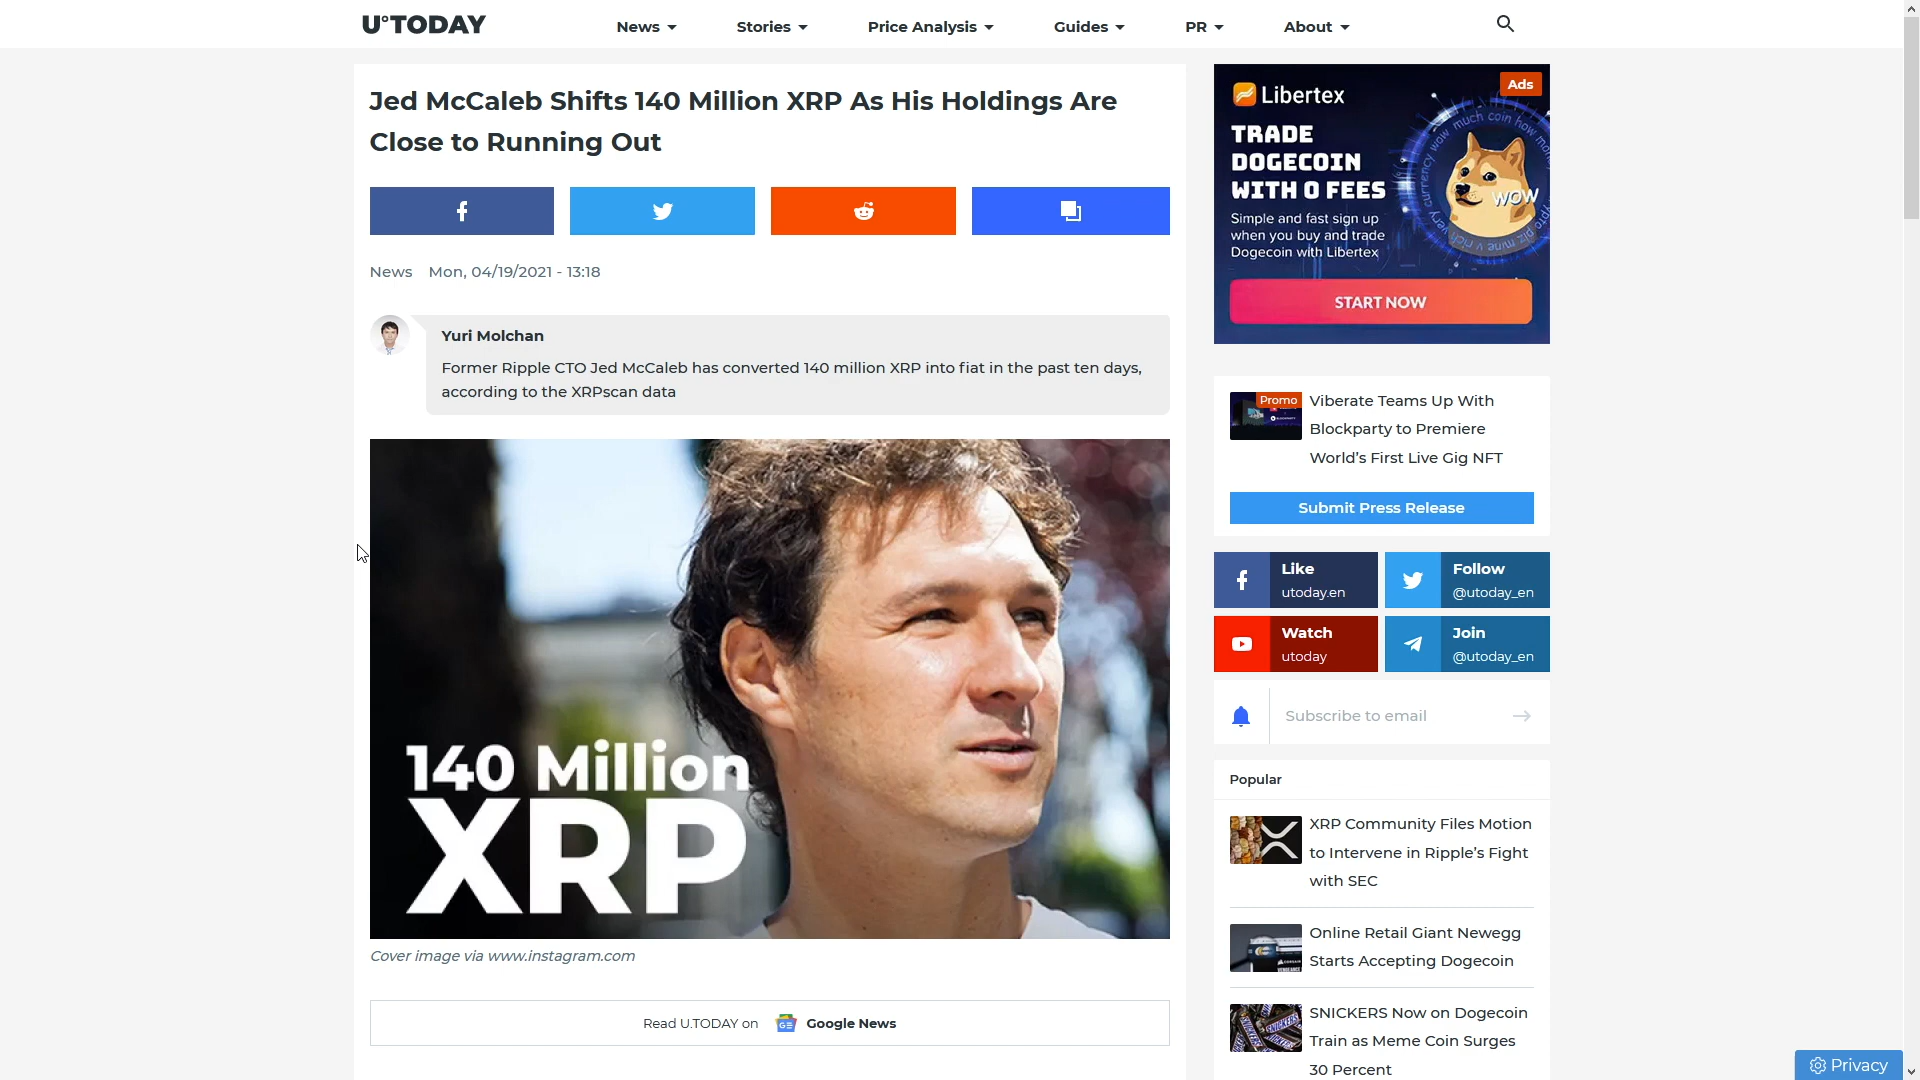 U°TODAY
News
Stories
Price Analysis
Guides
PR
About
Jed McCaleb Shifts 140 Million XRP As His Holdings Are
Close to Running Out
News Mon, 04/19/2021 - 13:18
Yuri Molchan
Former Ripple CTO Jed McCaleb has converted 140 million XRP into fiat in the past ten days,
according to the XRPscan data
140 Million
XRP
Cover image via www.instagram.com
Read U.TODAY on Google News
Libertex
Ads
TRADE
DOGECOIN
WITH 0 FEES
Simple and fast sign up
when you buy and trade
Dogecoin with Libertex
much coin how
wow
WOW
START NOW
Promo
Viberate Teams Up With
Blockparty to Premiere
World's First Live Gig NFT
Submit Press Release
Like
utoday.en
Follow
@utoday_en
Watch
utoday
Join
@utoday_en
Subscribe to email
Popular
XRP Community Files Motion
to Intervene in Ripple's Fight
with SEC
Online Retail Giant Newegg
Starts Accepting Dogecoin
SNICKERS Now on Dogecoin
Train as Meme Coin Surges
30 Percent
Privacy